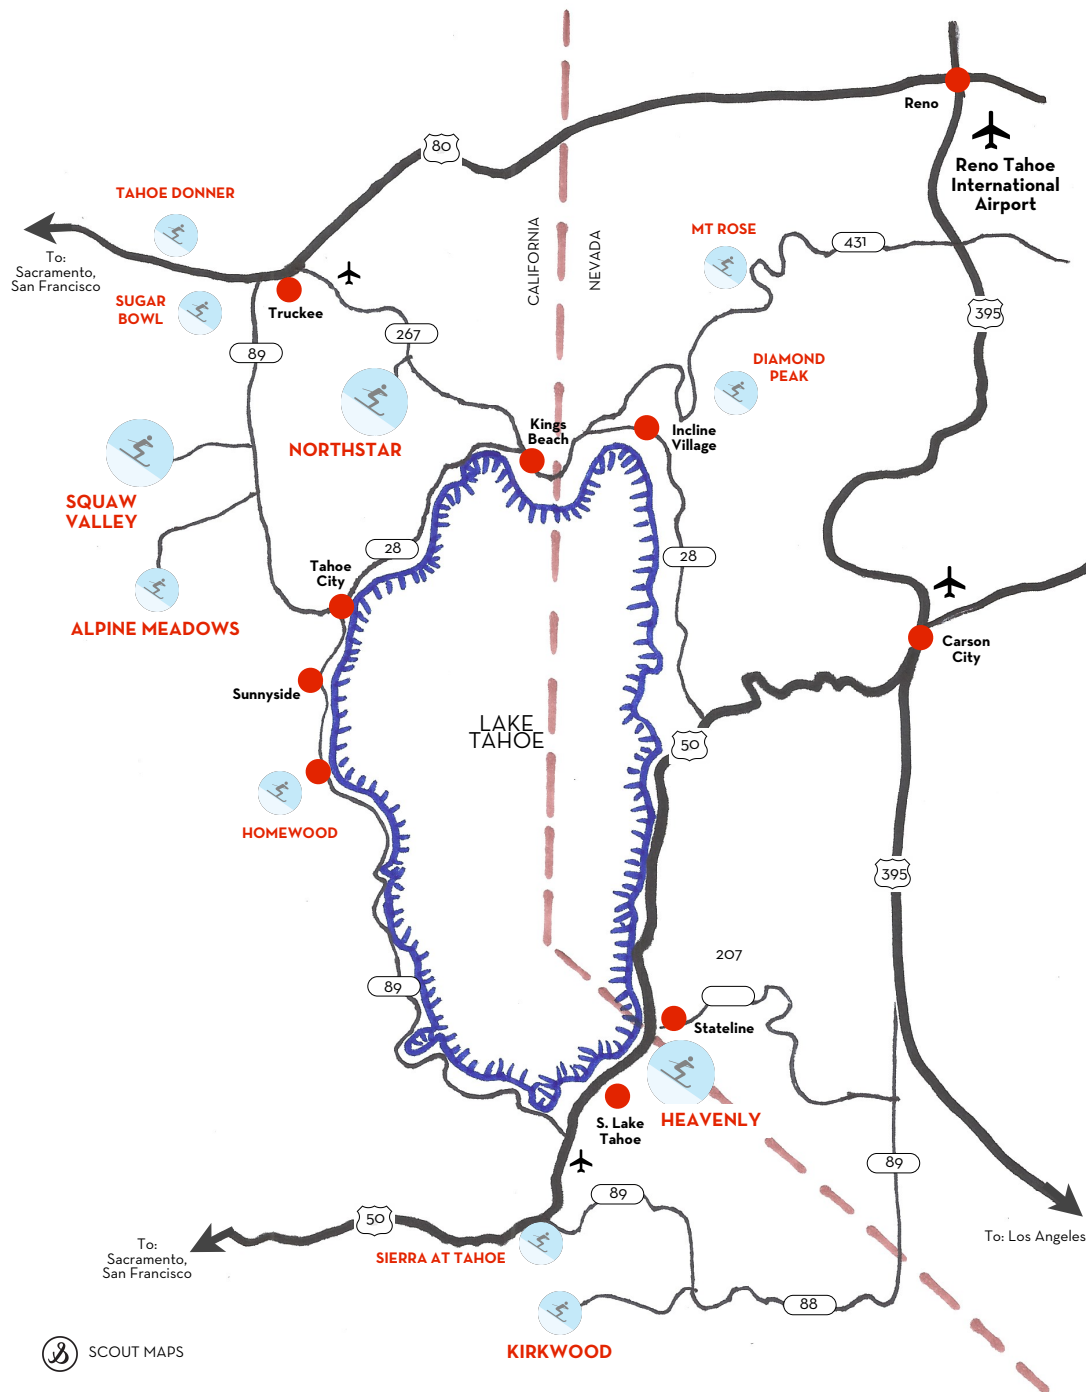 Reno
80
Reno Tahoe
International
Airport
TAHOE DONNER
CALIFORNIA
NEVADA
MT ROSE
431
To:
Sacramento,
San Francisco
SUGAR
BOWL
Truckee
395
267
89
DIAMOND
PEAK
NORTHSTAR
Kings
Beach
Incline
Village
SQUAW
VALLEY
28
28
Tahoe
City
ALPINE MEADOWS
Carson
City
Sunnyside
LAKE
TAHOE
50
HOMEWOOD
395
207
89
Stateline
HEAVENLY
S. Lake
Tahoe
89
89
50
To:
Sacramento,
San Francisco
SIERRA AT TAHOE
To: Los Angeles
88
KIRKWOOD
S SCOUT MAPS